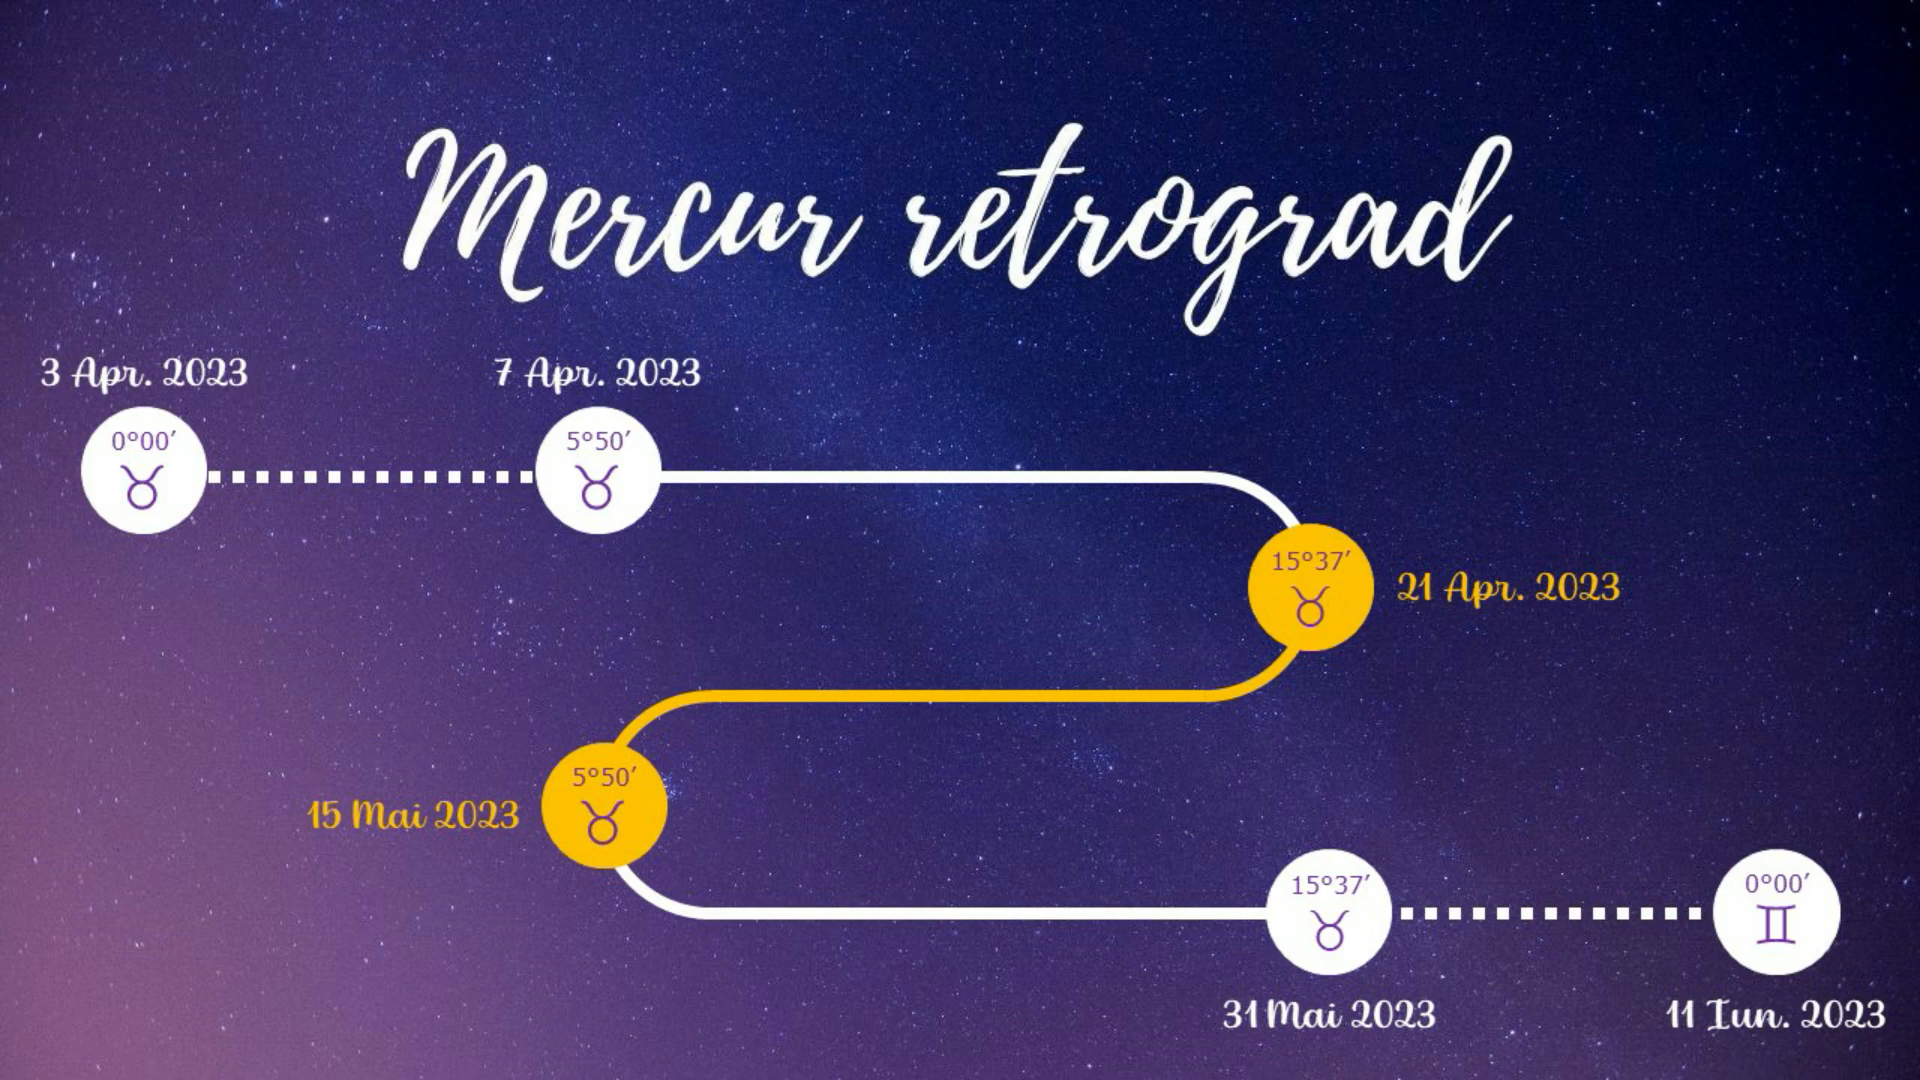 Mercur retrograd
3 Apr. 2023
7 Apr. 2023
0°00′
♉
5°50′
♉
15°37′
♉
21 Apr. 2023
5°50′
♉
15 Mai 2023
15°37′
♉
0°00′
♊
31 Mai 2023
11 Iun. 2023